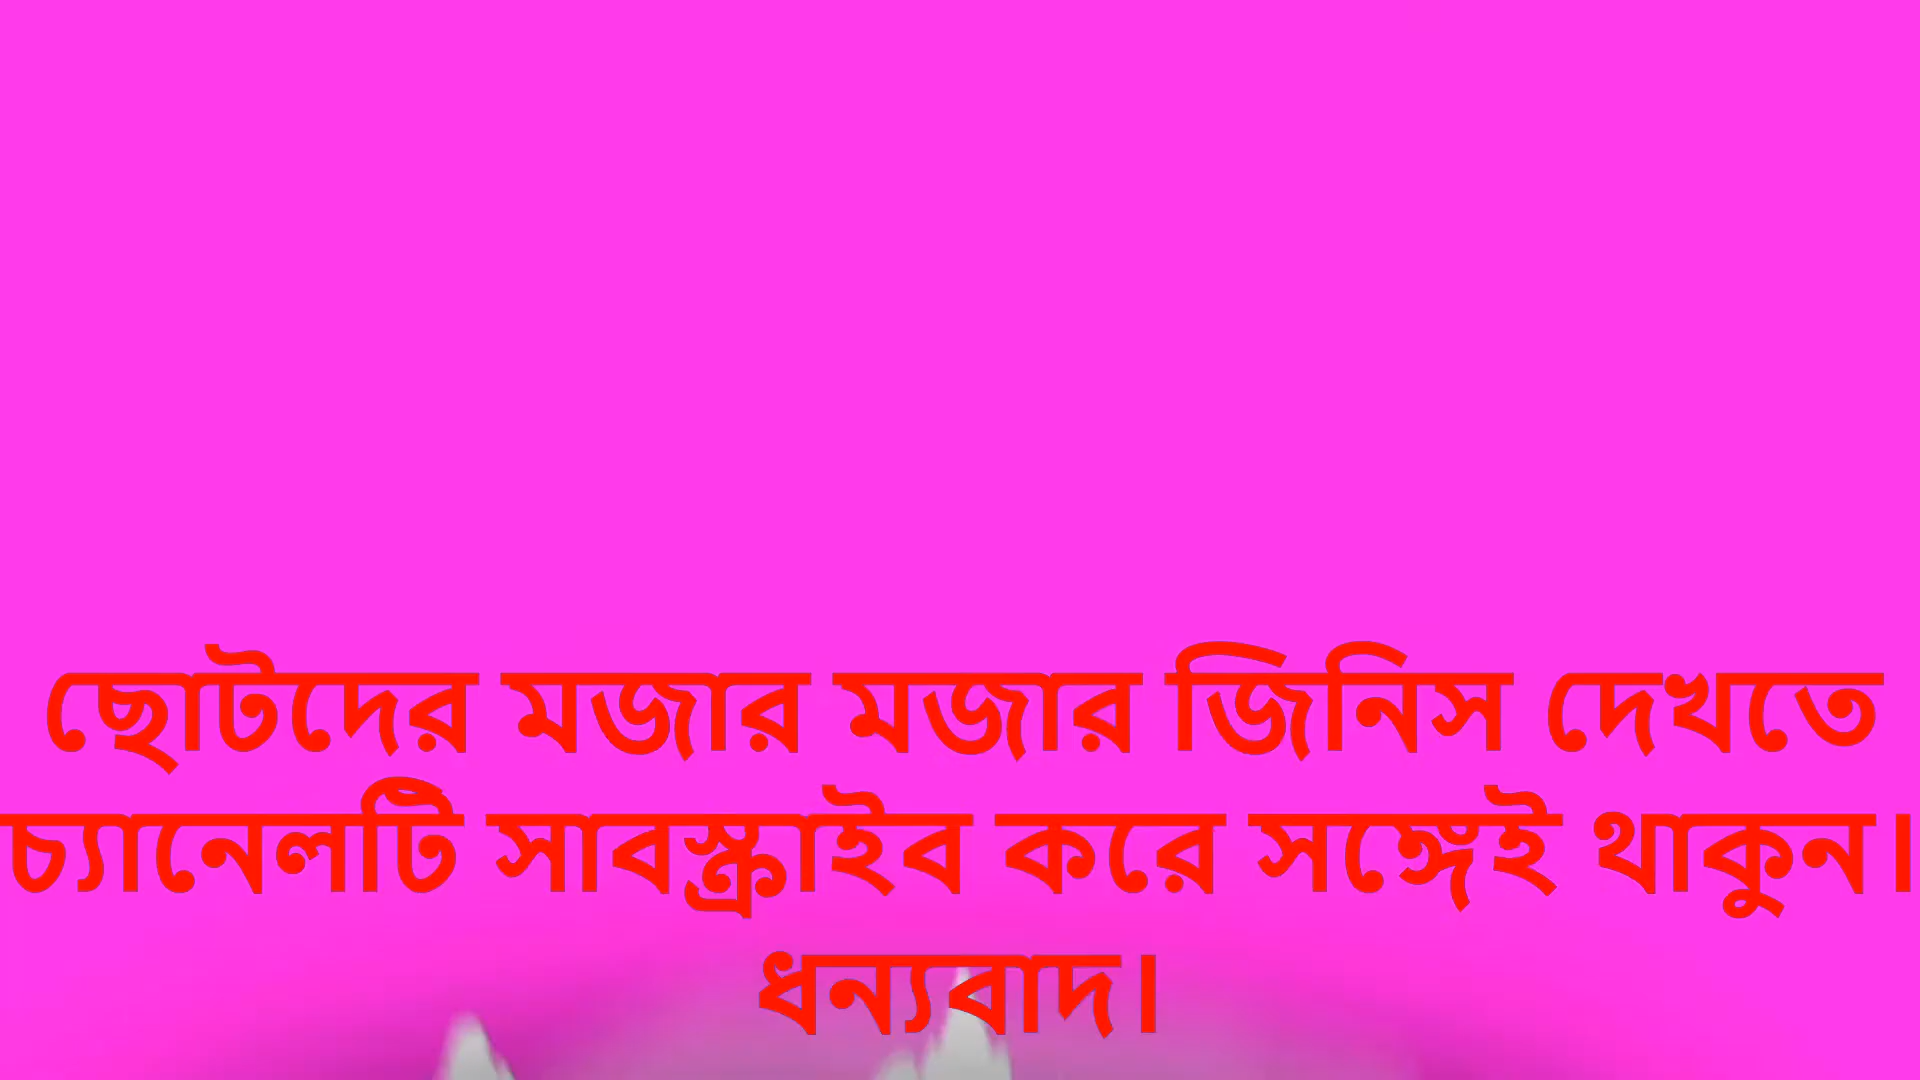 ছোটদের মজার মজার জিনিস দেখতে
চ্যানেলটি সাবস্ক্রাইব করে সঙ্গেই থাকুন।
ধন্যবাদ।